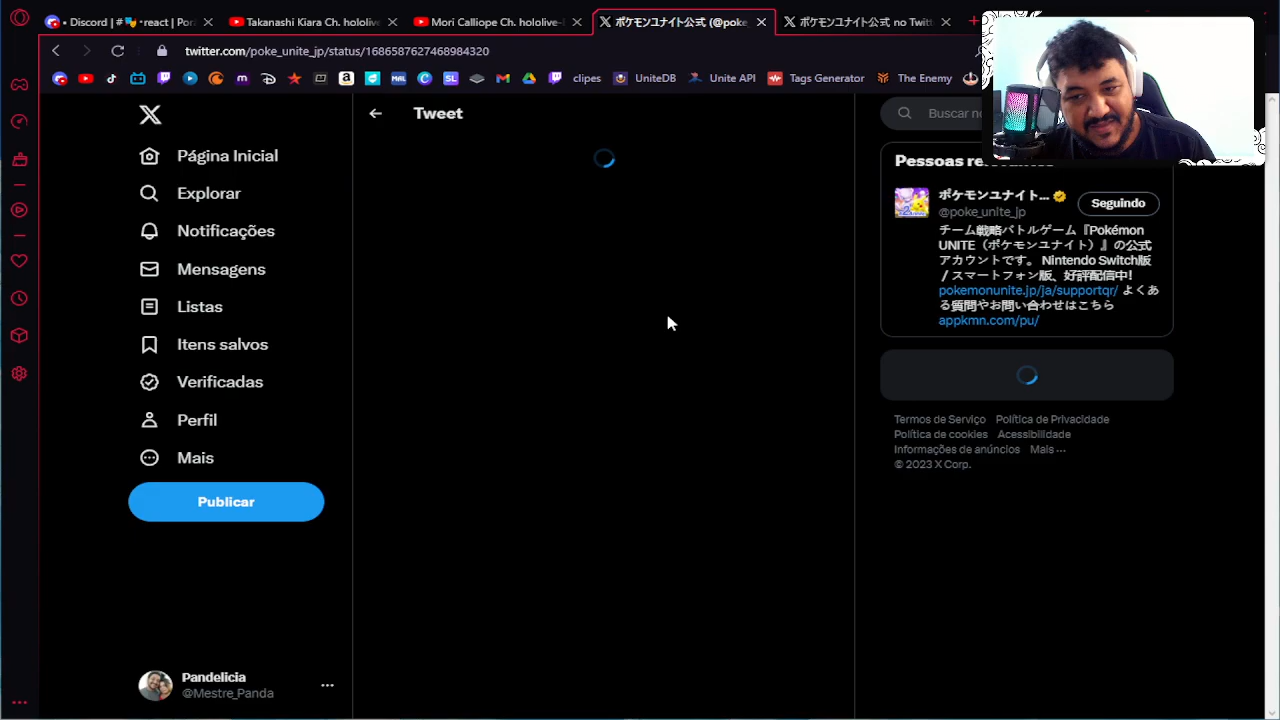 Discord | #🎭•react | Por
Takanashi Kiara Ch. hololive
Mori Calliope Ch. hololive-
ポケモンユナイト公式 (@poke
ポケモンユナイト公式 no Twit
twitter.com/poke_unite_jp/status/1686587627468984320
clipes
UniteDB
Unite API
Tags Generator
The Enemy
Tweet
Página Inicial
Explorar
Notificações
Mensagens
Listas
Itens salvos
Verificadas
Perfil
Mais
Publicar
Pandelicia
@Mestre_Panda
Buscar no
Pessoas re
ポケモンユナイト...
@poke_unite_jp
Seguindo
チーム戦略バトルゲーム『Pokémon
UNITE（ポケモンユナイト）』の公式
アカウントです。 Nintendo Switch版
/ スマートフォン版、好評配信中!
pokemonunite.jp/ja/supportqr/ よくあ
る質問やお問い合わせはこちら
appkmn.com/pu/
Termos de Serviço Política de Privacidade
Política de cookies Acessibilidade
Informações de anúncios Mais ···
© 2023 X Corp.